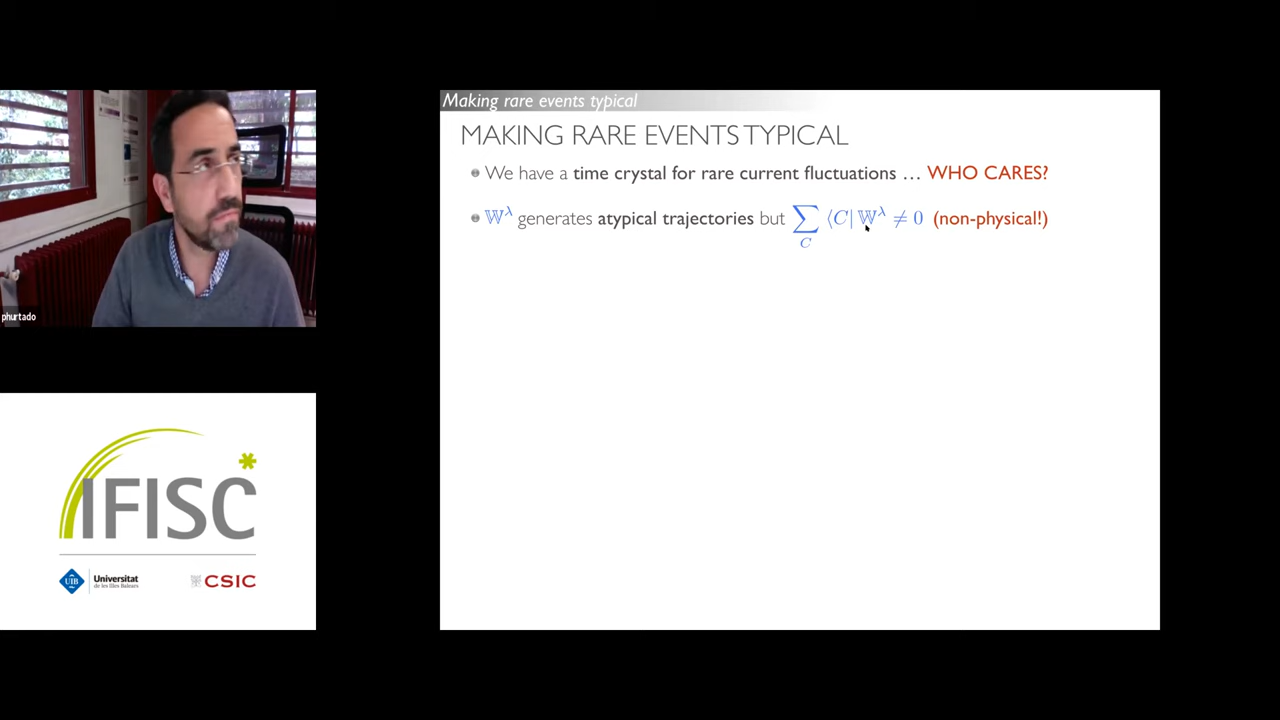 Making rare events typical
MAKING RARE EVENTS TYPICAL
We have a time crystal for rare current fluctuations … WHO CARES?
𝕎^λ generates atypical trajectories but ∑_C ⟨C| 𝕎^λ ≠ 0 (non-physical!)
phurtado
IFISC
UIB
Universitat
de les Illes Balears
CSIC